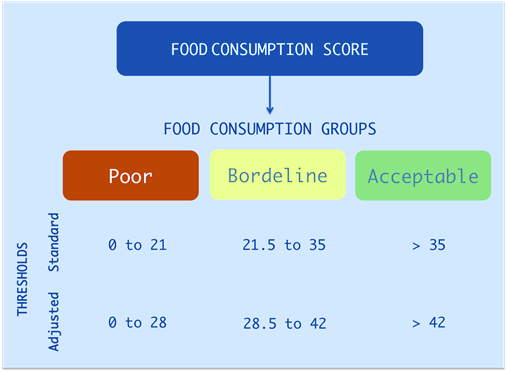 FOOD CONSUMPTION SCORE
FOOD CONSUMPTION GROUPS
Poor Bordeline Acceptable
THRESHOLDS
Standard 0 to 21 21.5 to 35 > 35
Adjusted 0 to 28 28.5 to 42 > 42